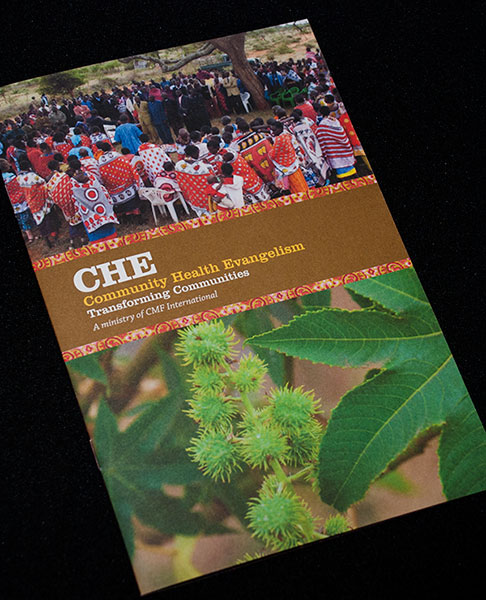 CHE
Community Health Evangelism
Transforming Communities
A ministry of CMF International